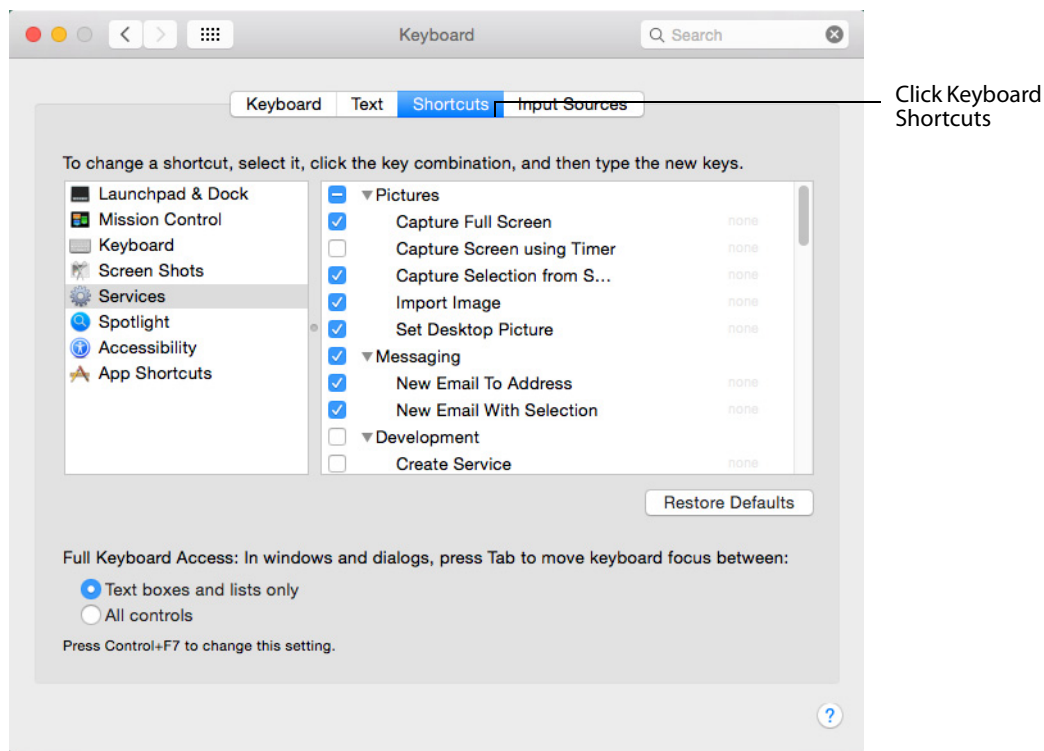 Keyboard
Search
Keyboard Text Shortcuts Input Sources
Click Keyboard
Shortcuts
To change a shortcut, select it, click the key combination, and then type the new keys.
Launchpad & Dock
Mission Control
Keyboard
Screen Shots
Services
Spotlight
Accessibility
App Shortcuts
Pictures
Capture Full Screen none
Capture Screen using Timer none
Capture Selection from S... none
Import Image none
Set Desktop Picture none
Messaging
New Email To Address none
New Email With Selection none
Development
Create Service none
Restore Defaults
Full Keyboard Access: In windows and dialogs, press Tab to move keyboard focus between:
Text boxes and lists only
All controls
Press Control+F7 to change this setting.
?